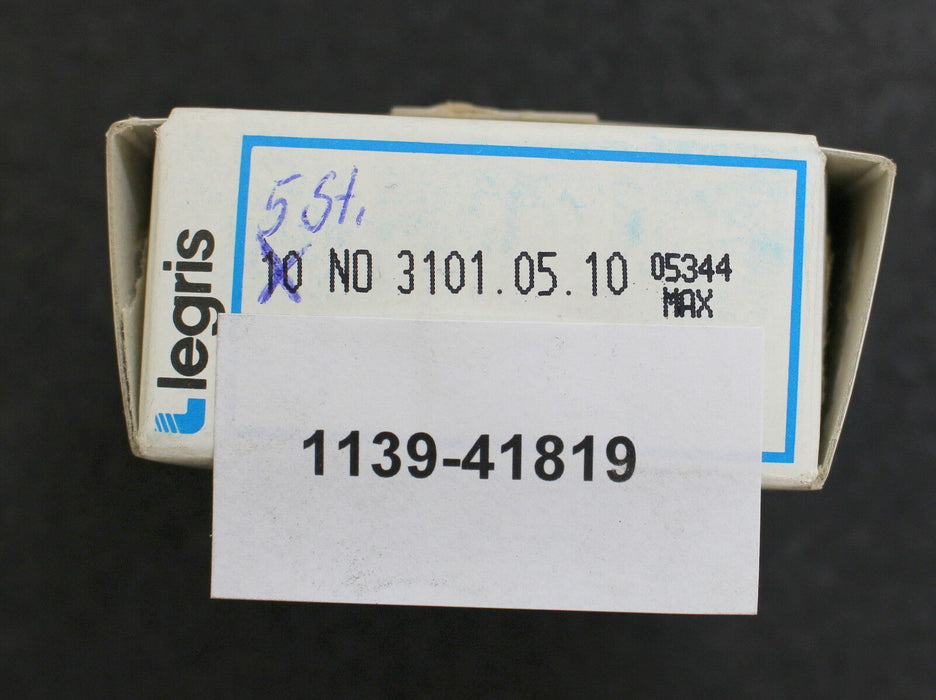 5 St.
10 NO 3101.05.10 05344
MAX
legris
1139-41819